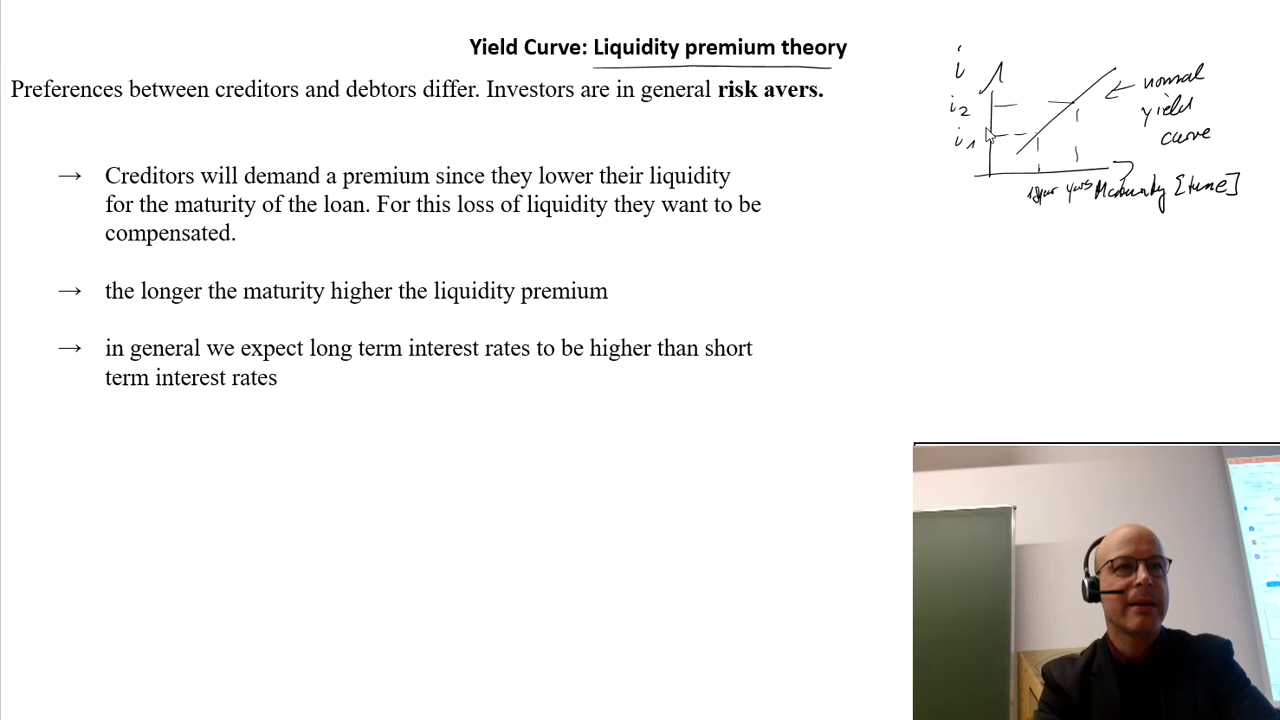 Yield Curve: Liquidity premium theory
Preferences between creditors and debtors differ. Investors are in general risk avers.
→ Creditors will demand a premium since they lower their liquidity
for the maturity of the loan. For this loss of liquidity they want to be
compensated.
→ the longer the maturity higher the liquidity premium
→ in general we expect long term interest rates to be higher than short
term interest rates
i
i2
i1
normal
yield
curve
years Maturity [time]